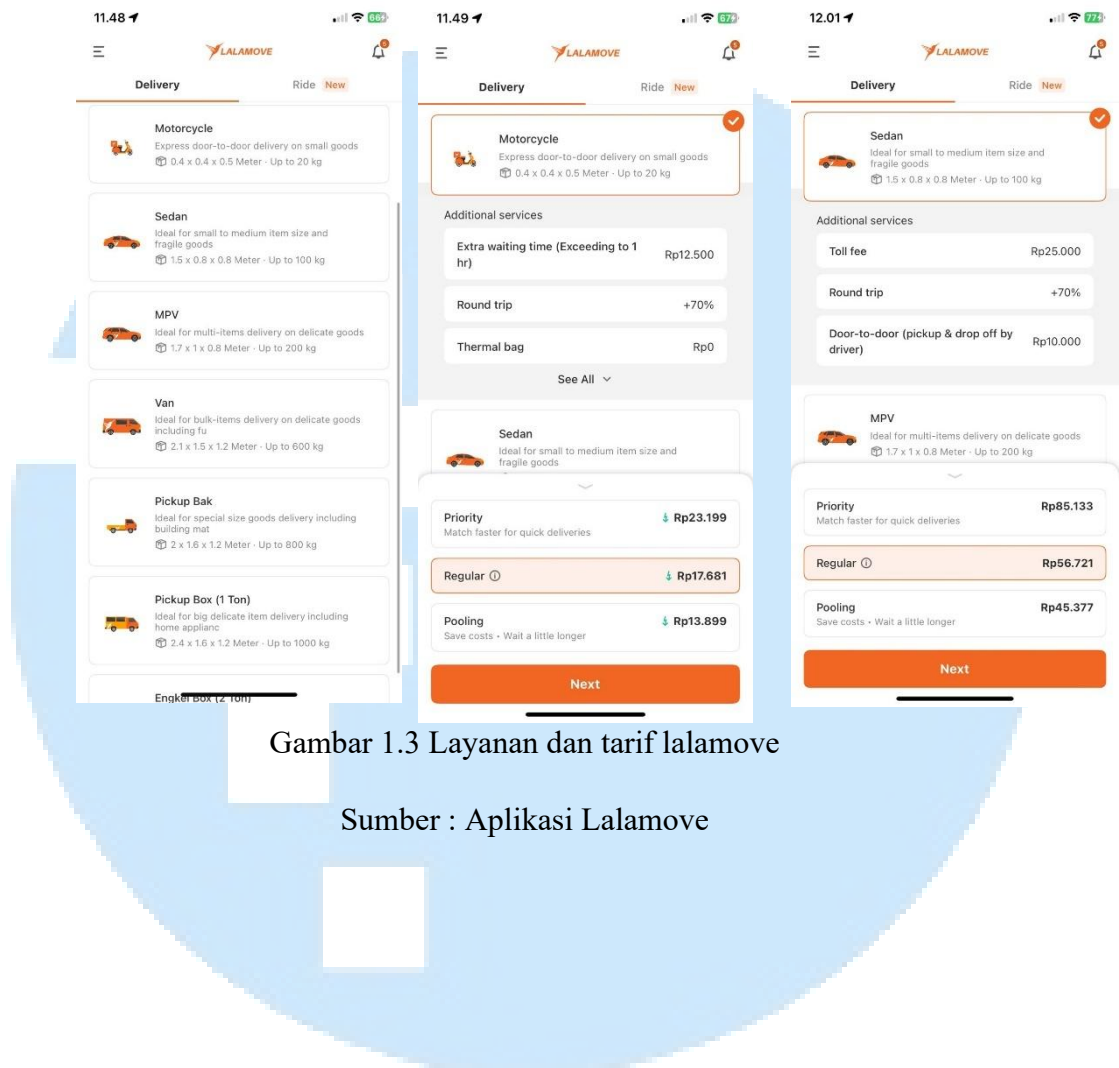 11.48
66
LALAMOVE
6
Delivery
Ride New
Motorcycle
Express door-to-door delivery on small goods
0.4 x 0.4 x 0.5 Meter · Up to 20 kg
Sedan
Ideal for small to medium item size and
fragile goods
1.5 x 0.8 x 0.8 Meter · Up to 100 kg
MPV
Ideal for multi-items delivery on delicate goods
1.7 x 1 x 0.8 Meter · Up to 200 kg
Van
Ideal for bulk-items delivery on delicate goods
including fu
2.1 x 1.5 x 1.2 Meter · Up to 600 kg
Pickup Bak
Ideal for special size goods delivery including
building mat
2 x 1.6 x 1.2 Meter · Up to 800 kg
Pickup Box (1 Ton)
Ideal for big delicate item delivery including
home applianc
2.4 x 1.6 x 1.2 Meter · Up to 1000 kg
Engkel Box (2 Ton)
11.49
67
LALAMOVE
6
Delivery
Ride New
Motorcycle
Express door-to-door delivery on small goods
0.4 x 0.4 x 0.5 Meter · Up to 20 kg
Additional services
Extra waiting time (Exceeding to 1
hr)
Rp12.500
Round trip +70%
Thermal bag Rp0
See All
Sedan
Ideal for small to medium item size and
fragile goods
Priority Rp23.199
Match faster for quick deliveries
Regular Rp17.681
Pooling Rp13.899
Save costs • Wait a little longer
Next
12.01
77
LALAMOVE
6
Delivery
Ride New
Sedan
Ideal for small to medium item size and
fragile goods
1.5 x 0.8 x 0.8 Meter · Up to 100 kg
Additional services
Toll fee Rp25.000
Round trip +70%
Door-to-door (pickup & drop off by
driver)
Rp10.000
MPV
Ideal for multi-items delivery on delicate goods
1.7 x 1 x 0.8 Meter · Up to 200 kg
Priority Rp85.133
Match faster for quick deliveries
Regular Rp56.721
Pooling Rp45.377
Save costs • Wait a little longer
Next
Gambar 1.3 Layanan dan tarif lalamove
Sumber : Aplikasi Lalamove